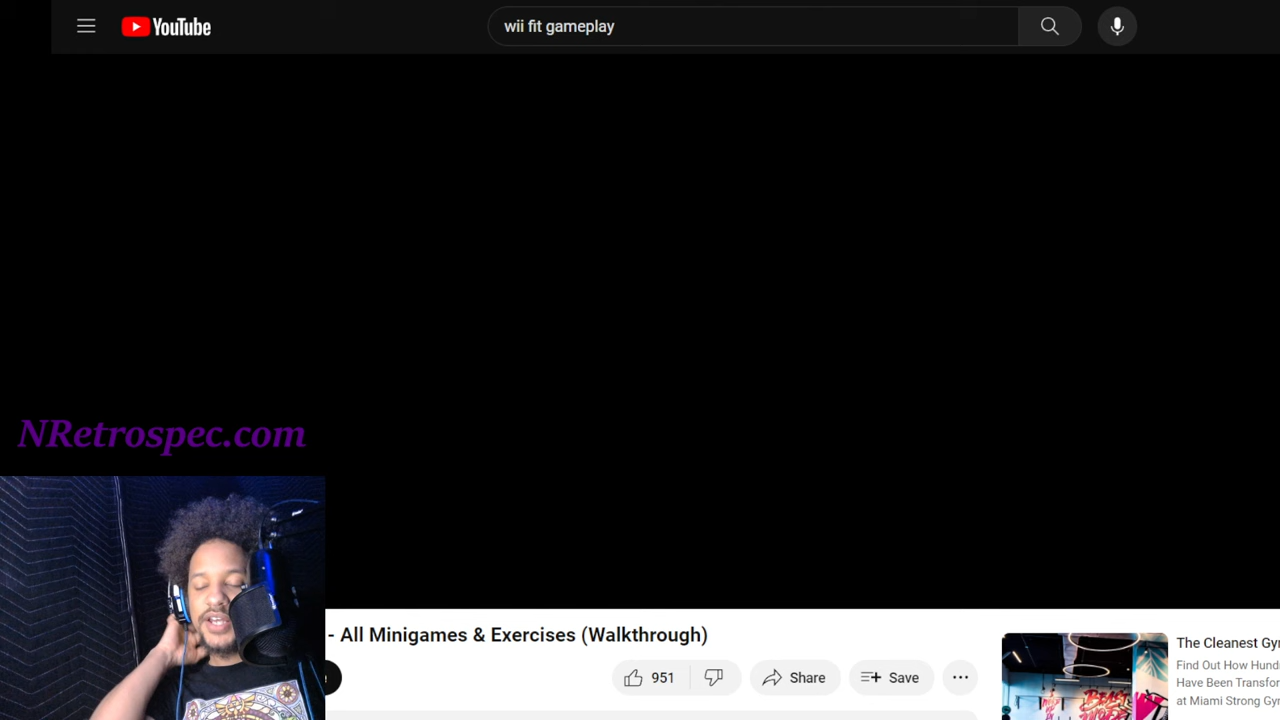 YouTube
wii fit gameplay
NRetrospec.com
- All Minigames & Exercises (Walkthrough)
951
Share
Save
The Cleanest Gy
Find Out How Hund
Have Been Transfor
at Miami Strong Gy